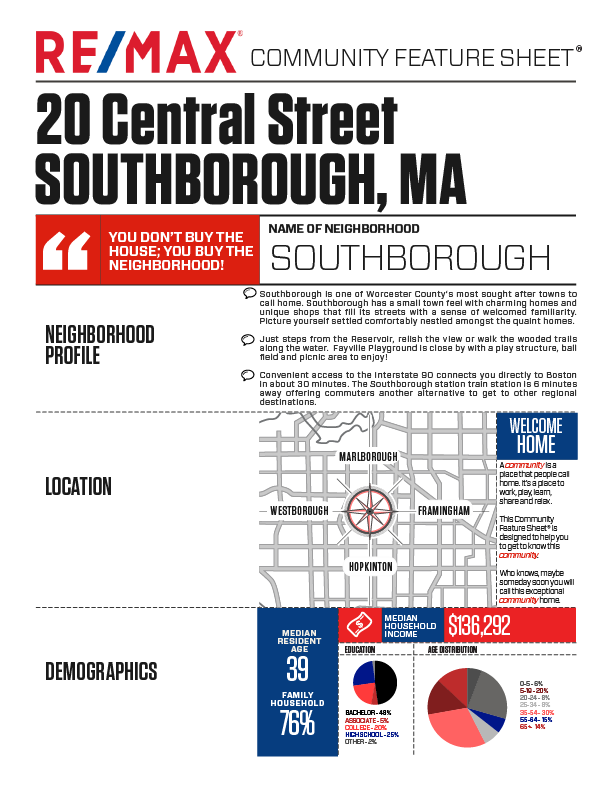 RE/MAX® COMMUNITY FEATURE SHEET®
20 Central Street
SOUTHBOROUGH, MA
YOU DON'T BUY THE
HOUSE; YOU BUY THE
NEIGHBORHOOD!
NAME OF NEIGHBORHOOD
SOUTHBOROUGH
NEIGHBORHOOD
PROFILE
Southborough is one of Worcester County's most sought after towns to
call home. Southborough has a small town feel with charming homes and
unique shops that fill its streets with a sense of welcomed familiarity.
Picture yourself settled comfortably nestled amongst the quaint homes.
Just steps from the Reservoir, relish the view or walk the wooded trails
along the water. Fayville Playground is close by with a play structure, ball
field and picnic area to enjoy!
Convenient access to the Interstate 90 connects you directly to Boston
in about 30 minutes. The Southborough station train station is 6 minutes
away offering commuters another alternative to get to other regional
destinations.
LOCATION
MARLBOROUGH
WESTBOROUGH
FRAMINGHAM
HOPKINTON
WELCOME
HOME
A community is a
place that people call
home. It's a place to
work, play, learn,
share and relax.
This Community
Feature Sheet® is
designed to help you
to get to know this
community.
Who knows, maybe
someday soon you will
call this exceptional
community home.
DEMOGRAPHICS
MEDIAN
RESIDENT
AGE
39
FAMILY
HOUSEHOLD
76%
MEDIAN
HOUSEHOLD
INCOME
$136,292
EDUCATION
BACHELOR - 48%
ASSOCIATE - 5%
COLLEGE - 20%
HIGH SCHOOL - 25%
OTHER - 2%
AGE DISTRIBUTION
0-5 - 6%
5-19 - 20%
20-24 - 8%
25-34 - 8%
35-54 - 30%
55-64 - 15%
65+ - 14%